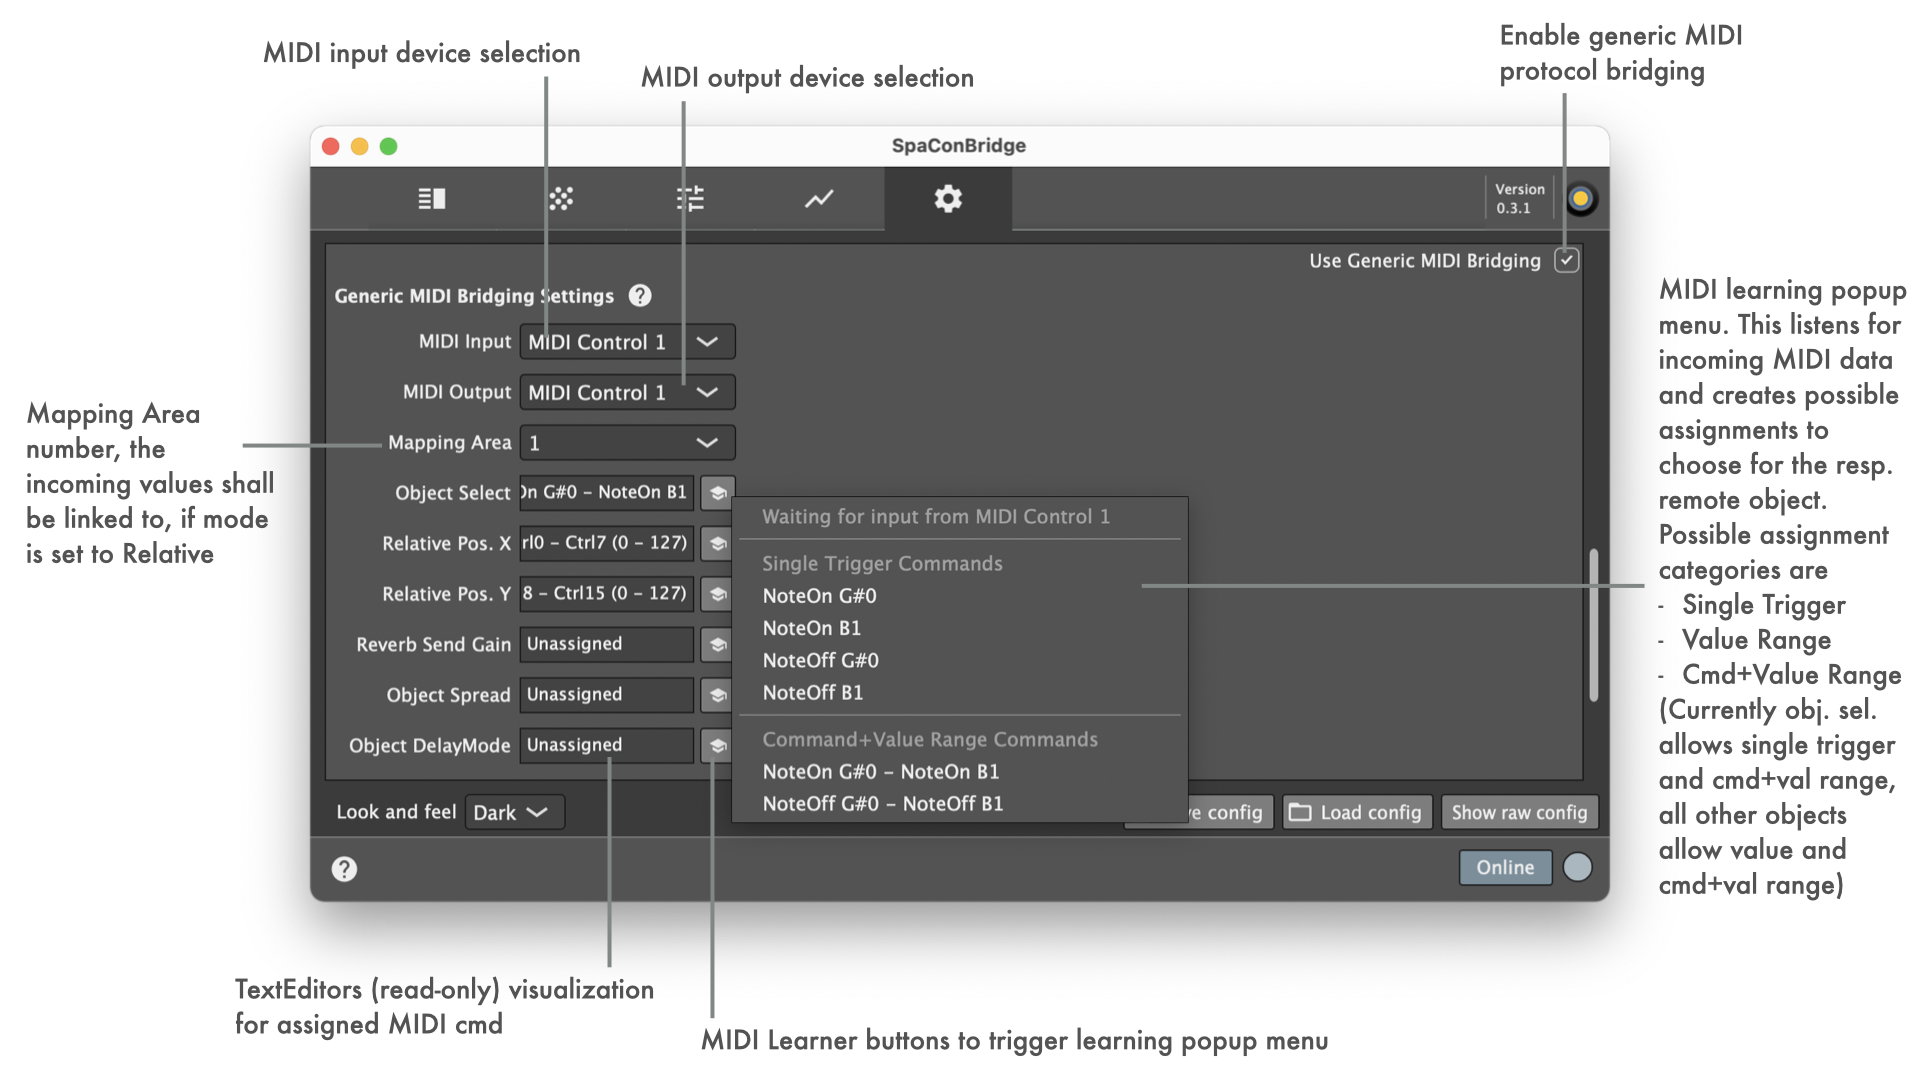 MIDI input device selection
MIDI output device selection
Enable generic MIDI
protocol bridging
SpaConBridge
Version
0.3.1
Use Generic MIDI Bridging
Generic MIDI Bridging Settings ?
MIDI Input MIDI Control 1
MIDI Output MIDI Control 1
Mapping Area 1
Object Select On G#0 – NoteOn B1
Relative Pos. X rl0 – Ctrl7 (0 – 127)
Relative Pos. Y 8 – Ctrl15 (0 – 127)
Reverb Send Gain Unassigned
Object Spread Unassigned
Object DelayMode Unassigned
Waiting for input from MIDI Control 1
Single Trigger Commands
NoteOn G#0
NoteOn B1
NoteOff G#0
NoteOff B1
Command+Value Range Commands
NoteOn G#0 – NoteOn B1
NoteOff G#0 – NoteOff B1
Look and feel Dark
e config
Load config
Show raw config
?
Online
Mapping Area
number, the
incoming values shall
be linked to, if mode
is set to Relative
MIDI learning popup
menu. This listens for
incoming MIDI data
and creates possible
assignments to
choose for the resp.
remote object.
Possible assignment
categories are
- Single Trigger
- Value Range
- Cmd+Value Range
(Currently obj. sel.
allows single trigger
and cmd+val range,
all other objects
allow value and
cmd+val range)
TextEditors (read-only) visualization
for assigned MIDI cmd
MIDI Learner buttons to trigger learning popup menu